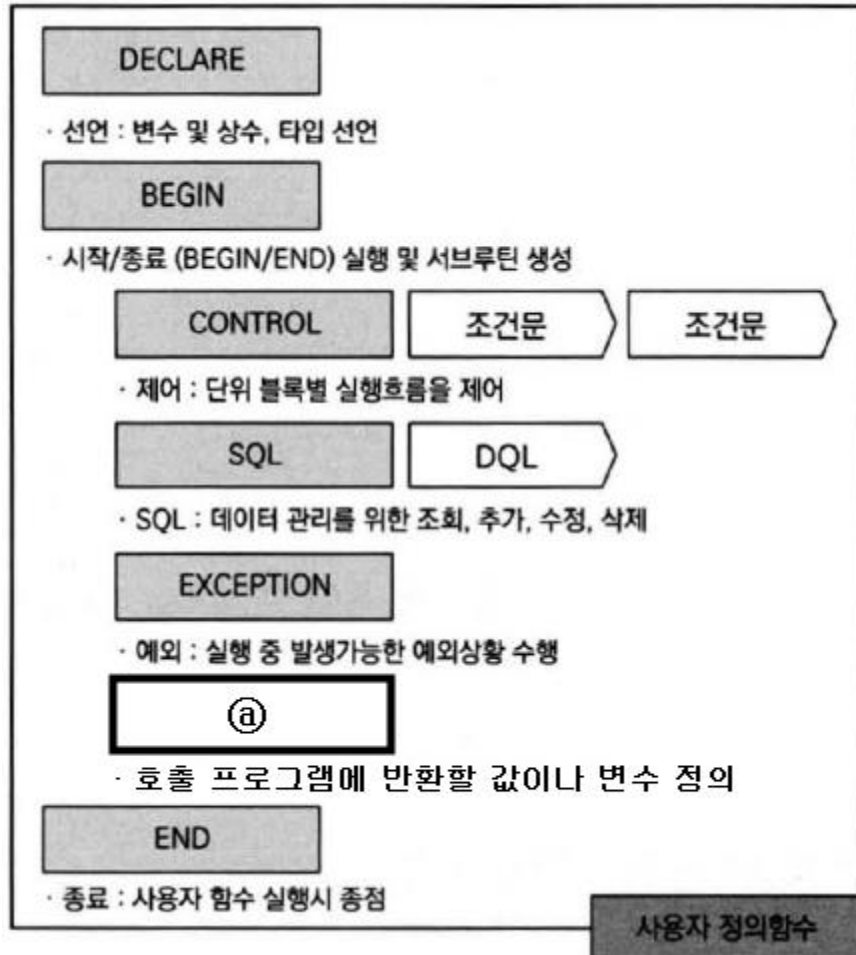 DECLARE
· 선언 : 변수 및 상수, 타입 선언
BEGIN
· 시작/종료 (BEGIN/END) 실행 및 서브루틴 생성
CONTROL 조건문 조건문
· 제어 : 단위 블록별 실행흐름을 제어
SQL DQL
· SQL : 데이터 관리를 위한 조회, 추가, 수정, 삭제
EXCEPTION
· 예외 : 실행 중 발생가능한 예외상황 수행
ⓐ
· 호출 프로그램에 반환할 값이나 변수 정의
END
· 종료 : 사용자 함수 실행시 종점
사용자 정의함수